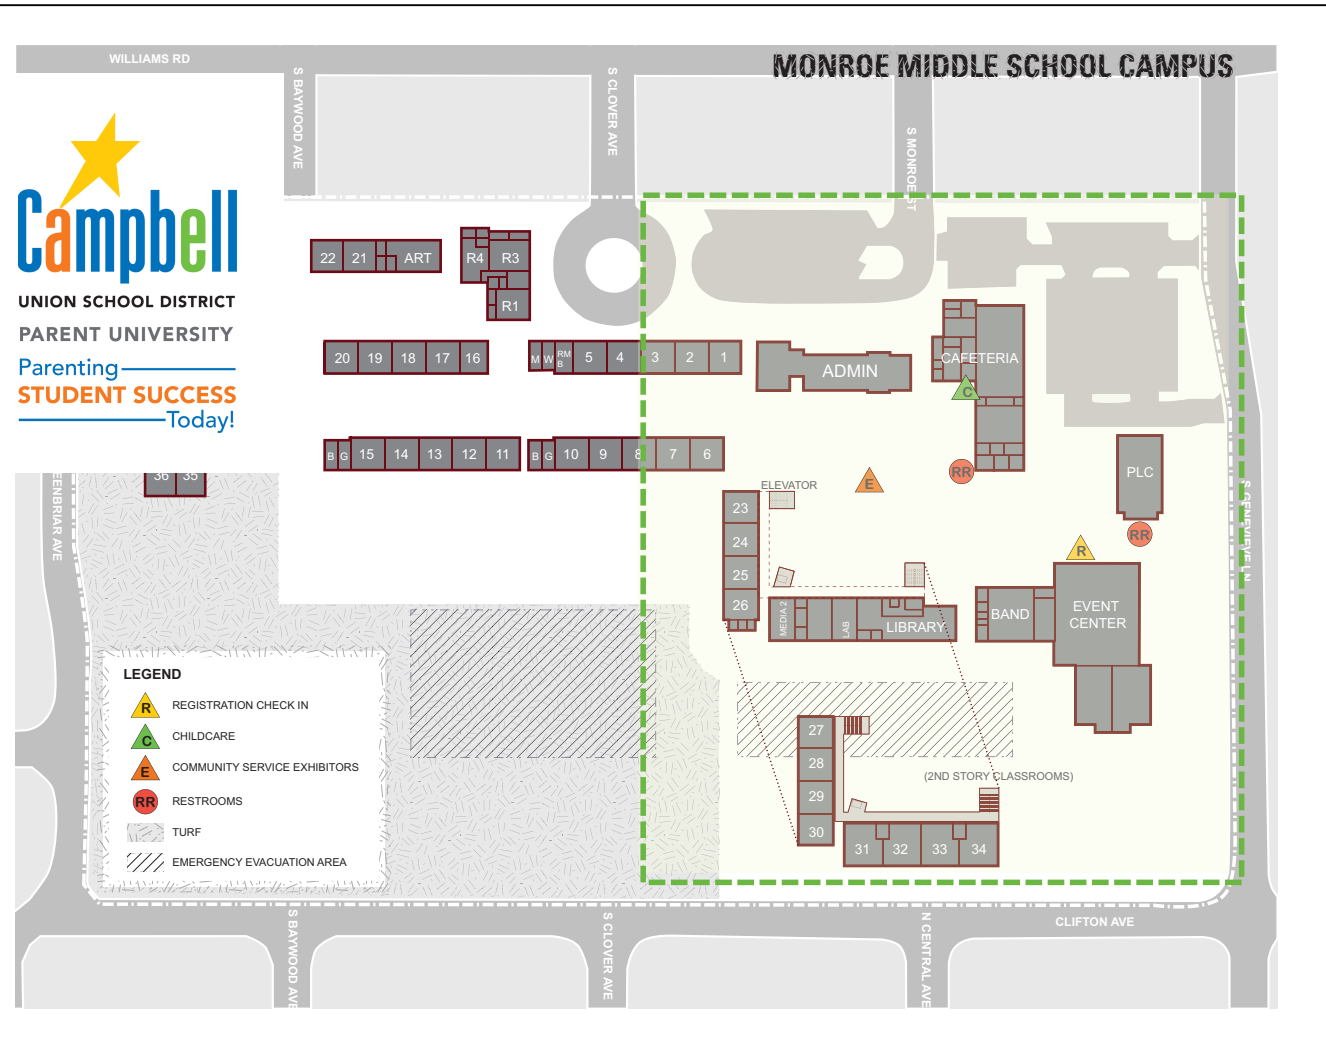 WILLIAMS RD
MONROE MIDDLE SCHOOL CAMPUS
S BAYWOOD AVE
S CLOVER AVE
S MONROE ST
Campbell
UNION SCHOOL DISTRICT
PARENT UNIVERSITY
Parenting
STUDENT SUCCESS
Today!
22 21 ART
R4 R3
R1
20 19 18 17 16
M W RM B 5 4 3 2 1
ADMIN
CAFETERIA
C
B G 15 14 13 12 11
B G 10 9 8 7 6
36 35
EENBRIAR AVE
ELEVATOR
E
RR
PLC
RR
R
S GENEVIEVE LN
23
24
25
26
MEDIA 2
LAB
LIBRARY
BAND
EVENT
CENTER
27
28
29
30
(2ND STORY CLASSROOMS)
31 32 33 34
LEGEND
R REGISTRATION CHECK IN
C CHILDCARE
E COMMUNITY SERVICE EXHIBITORS
RR RESTROOMS
TURF
EMERGENCY EVACUATION AREA
S BAYWOOD AVE
S CLOVER AVE
N CENTRAL AVE
CLIFTON AVE